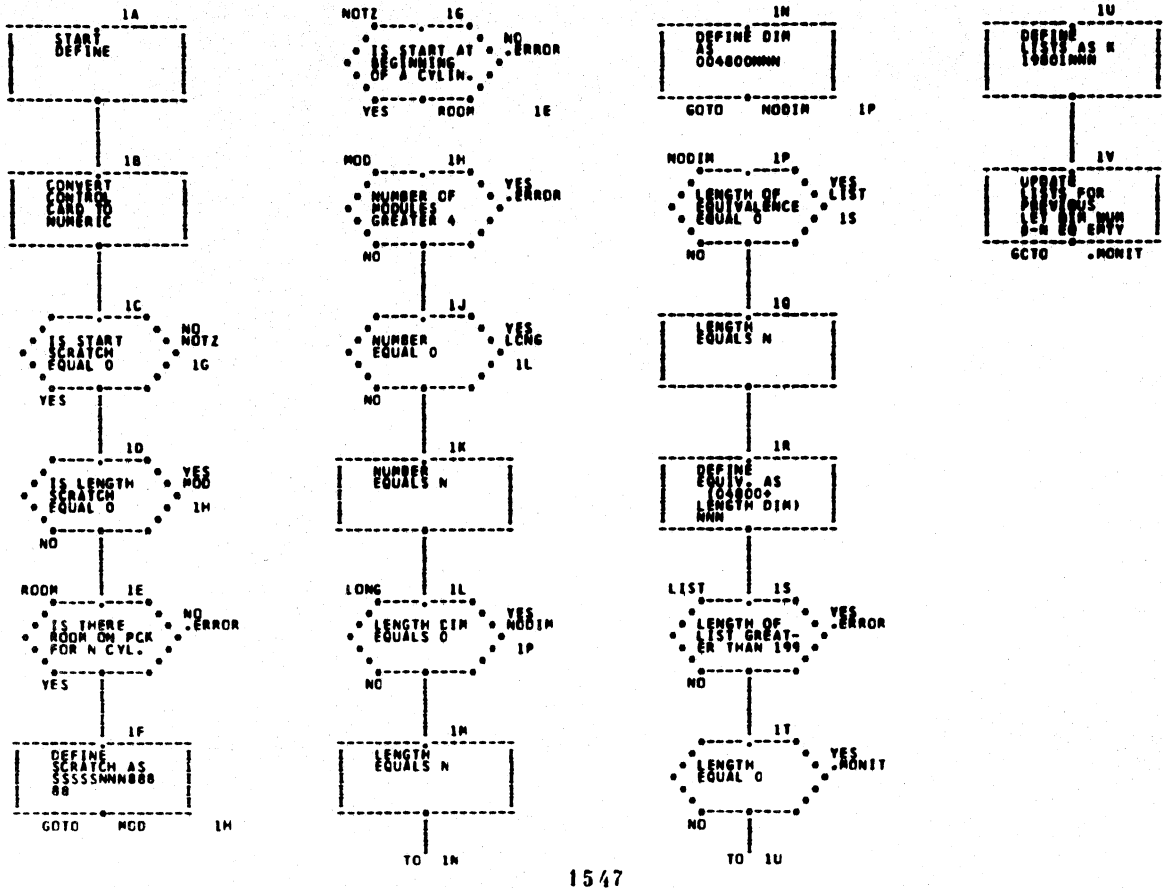 1A
START
DEFINE
1B
CONVERT
CONTROL
CARD TO
NUMERIC
1C
IS START
SCRATCH
EQUAL 0
NO
NOTZ
1G
YES
1D
IS LENGTH
SCRATCH
EQUAL 0
YES
MOD
1H
NO
ROOM 1E
IS THERE
ROOM ON PCK
FOR N CYL.
NO
.ERROR
YES
1F
DEFINE
SCRATCH AS
SSSSSNNN888
88
GOTO MOD 1H
NOTZ 1G
IS START AT
BEGINNING
OF A CYLIN.
NO
.ERROR
YES ROOM 1E
MOD 1H
NUMBER OF
MODULES
GREATER 4
YES
.ERROR
NO
1J
NUMBER
EQUAL 0
YES
LONG
1L
NO
1K
NUMBER
EQUALS N
LONG 1L
LENGTH DIM
EQUALS 0
YES
NODIM
1P
NO
1M
LENGTH
EQUALS N
TO 1N
1N
DEFINE DIM
AS
004800NNN
GOTO NODIM 1P
NODIM 1P
LENGTH OF
EQUIVALENCE
EQUAL 0
YES
LIST
1S
NO
1Q
LENGTH
EQUALS N
1R
DEFINE
EQUIV. AS
(04800+
LENGTH DIM)
NNN
LIST 1S
LENGTH OF
LIST GREAT-
ER THAN 199
YES
.ERROR
NO
1T
LENGTH
EQUAL 0
YES
.MONIT
NO
TO 1U
1U
DEFINE
LISTS AS K
19801NNN
1V
UPDATE
LISTS FOR
PREVIOUS
LET DIM NUM
EQ EMTY
GOTO .MONIT
1547